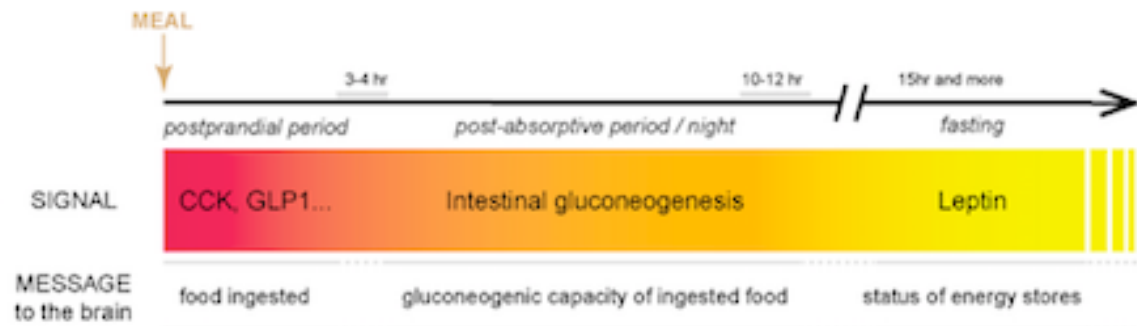 MEAL
3-4 hr 10-12 hr 15hr and more
postprandial period post-absorptive period / night fasting
SIGNAL CCK, GLP1... Intestinal gluconeogenesis Leptin
MESSAGE
to the brain food ingested gluconeogenic capacity of ingested food status of energy stores